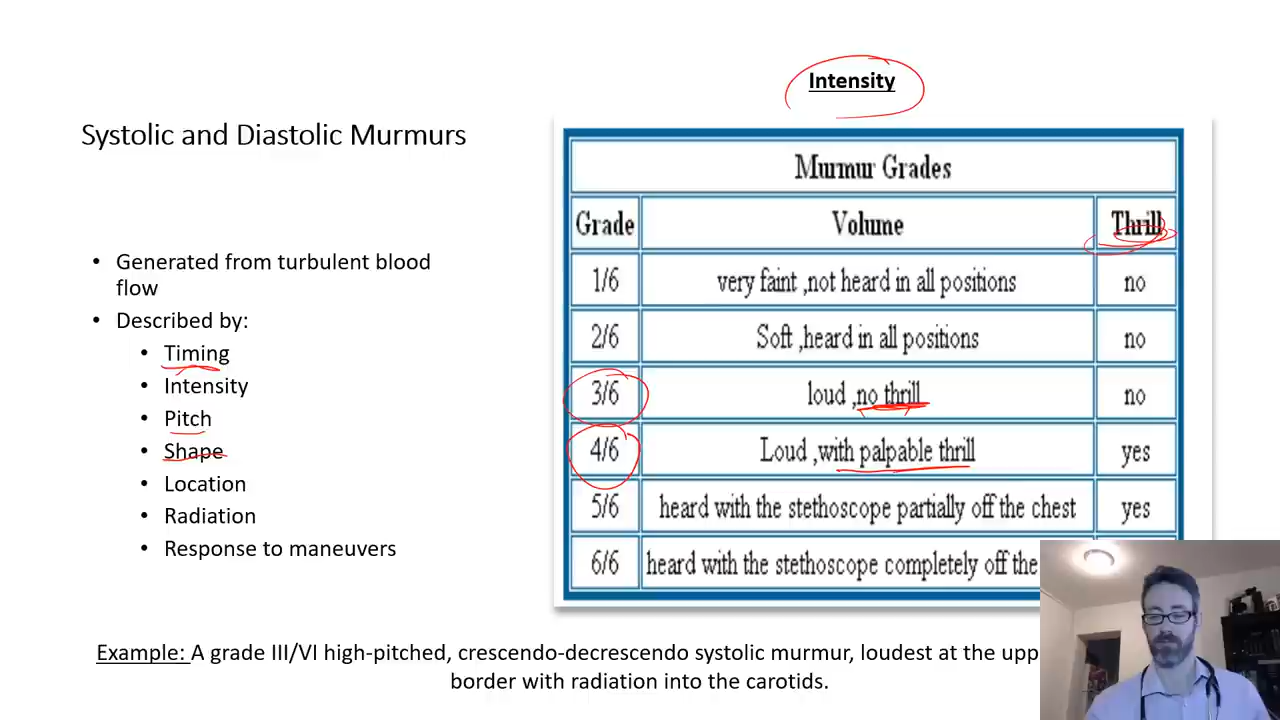 Intensity
Systolic and Diastolic Murmurs
• Generated from turbulent blood
flow
• Described by:
• Timing
• Intensity
• Pitch
• Shape
• Location
• Radiation
• Response to maneuvers
Murmur Grades
Grade Volume Thrill
1/6 very faint ,not heard in all positions no
2/6 Soft ,heard in all positions no
3/6 loud ,no thrill no
4/6 Loud ,with palpable thrill yes
5/6 heard with the stethoscope partially off the chest yes
6/6 heard with the stethoscope completely off the
Example: A grade III/VI high-pitched, crescendo-decrescendo systolic murmur, loudest at the
border with radiation into the carotids.